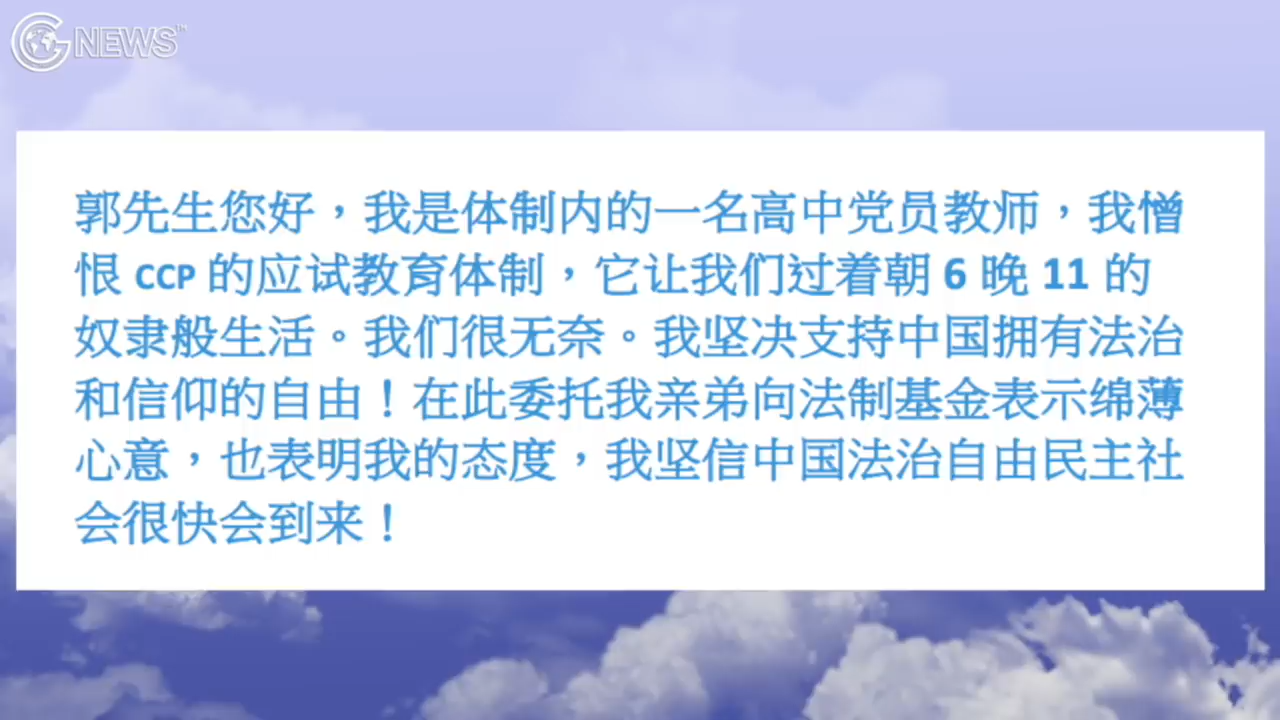 GNEWS™
郭先生您好，我是体制内的一名高中党员教师，我憎
恨 CCP 的应试教育体制，它让我们过着朝 6 晚 11 的
奴隶般生活。我们很无奈。我坚决支持中国拥有法治
和信仰的自由！在此委托我亲弟向法制基金表示绵薄
心意，也表明我的态度，我坚信中国法治自由民主社
会很快会到来！